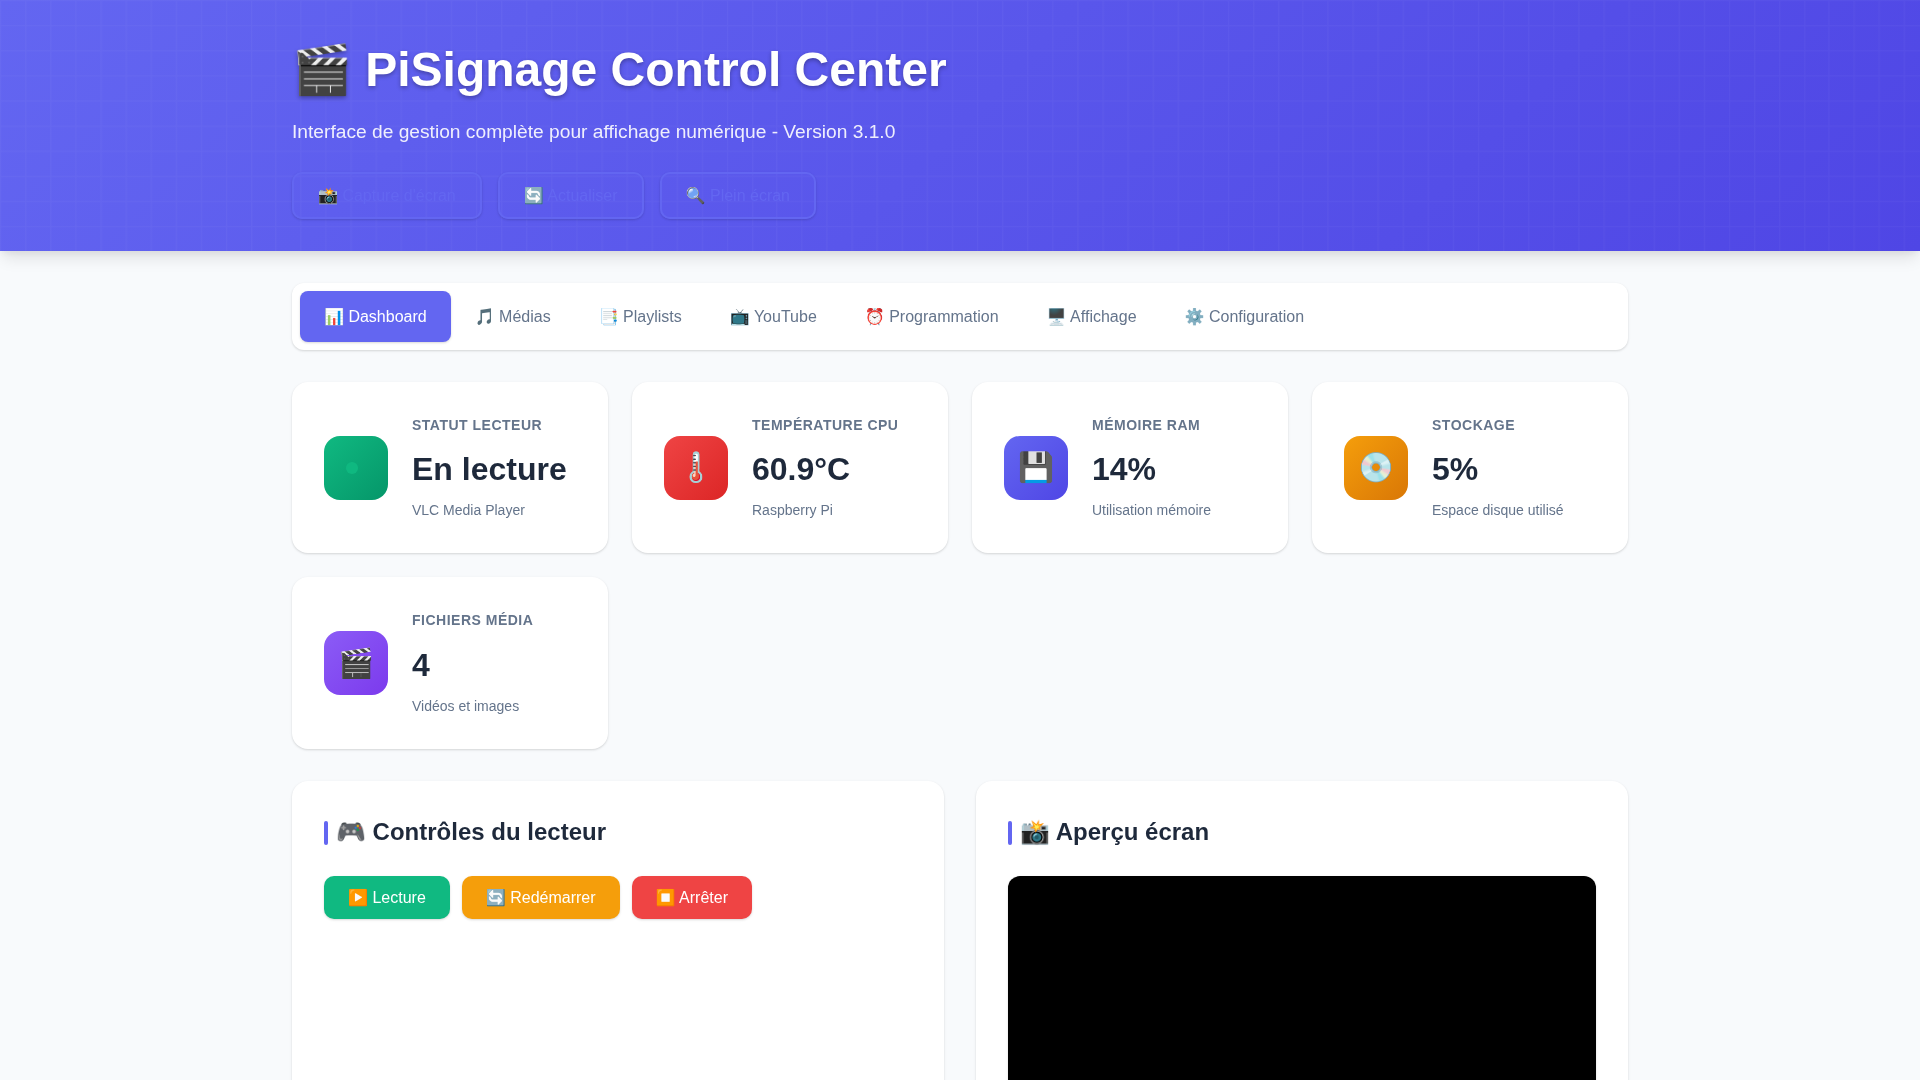 PiSignage Control Center
Interface de gestion complète pour affichage numérique - Version 3.1.0
Capture d'écran
Actualiser
Plein écran
Dashboard
Médias
Playlists
YouTube
Programmation
Affichage
Configuration
STATUT LECTEUR
En lecture
VLC Media Player
TEMPÉRATURE CPU
60.9°C
Raspberry Pi
MÉMOIRE RAM
14%
Utilisation mémoire
STOCKAGE
5%
Espace disque utilisé
FICHIERS MÉDIA
4
Vidéos et images
Contrôles du lecteur
Lecture
Redémarrer
Arrêter
Aperçu écran